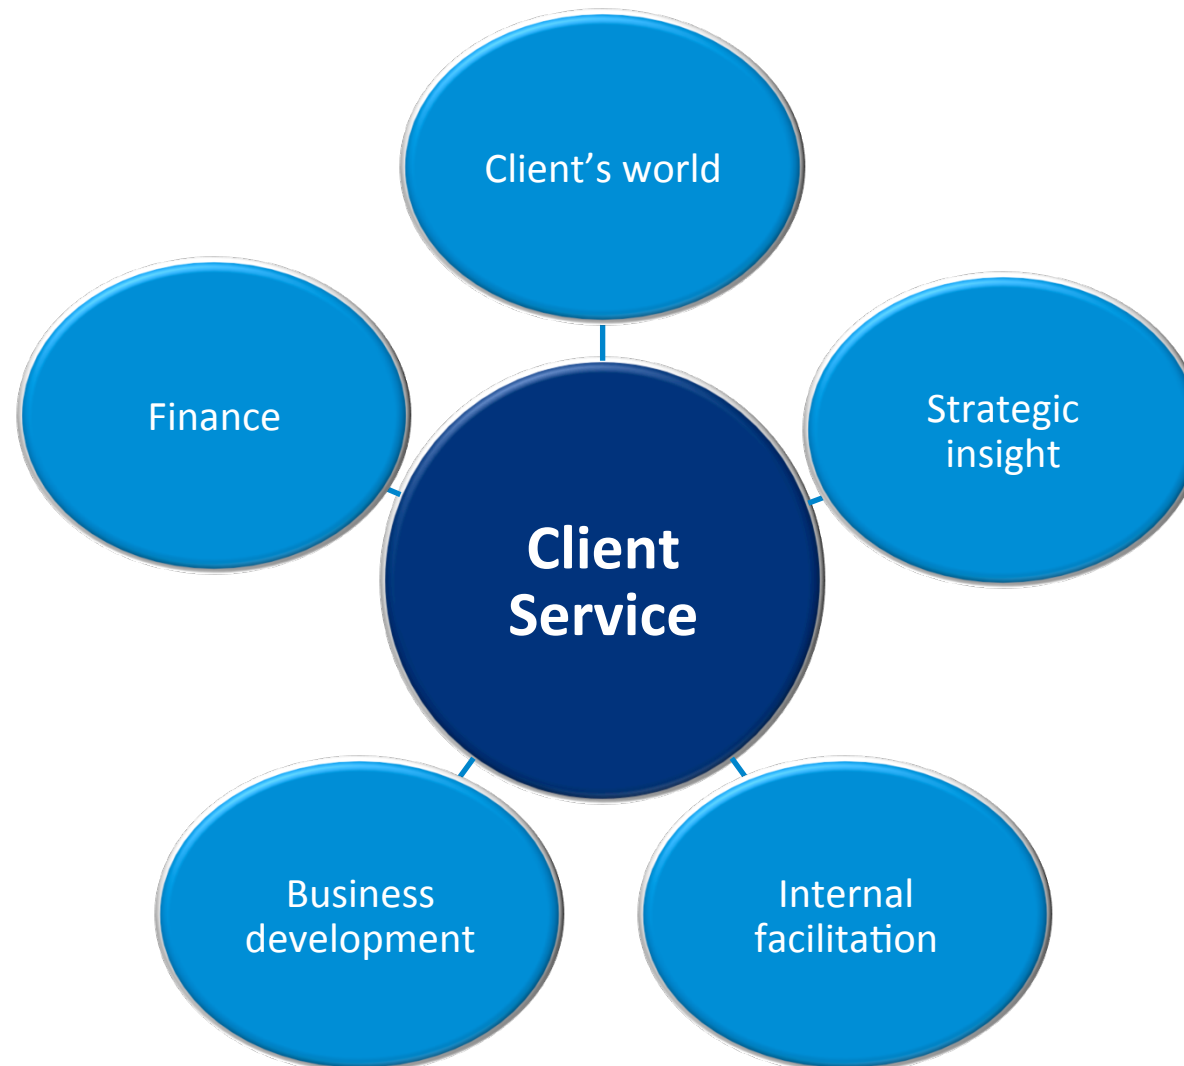 Client’s world
Finance
Strategic
insight
Client
Service
Business
development
Internal
facilitation